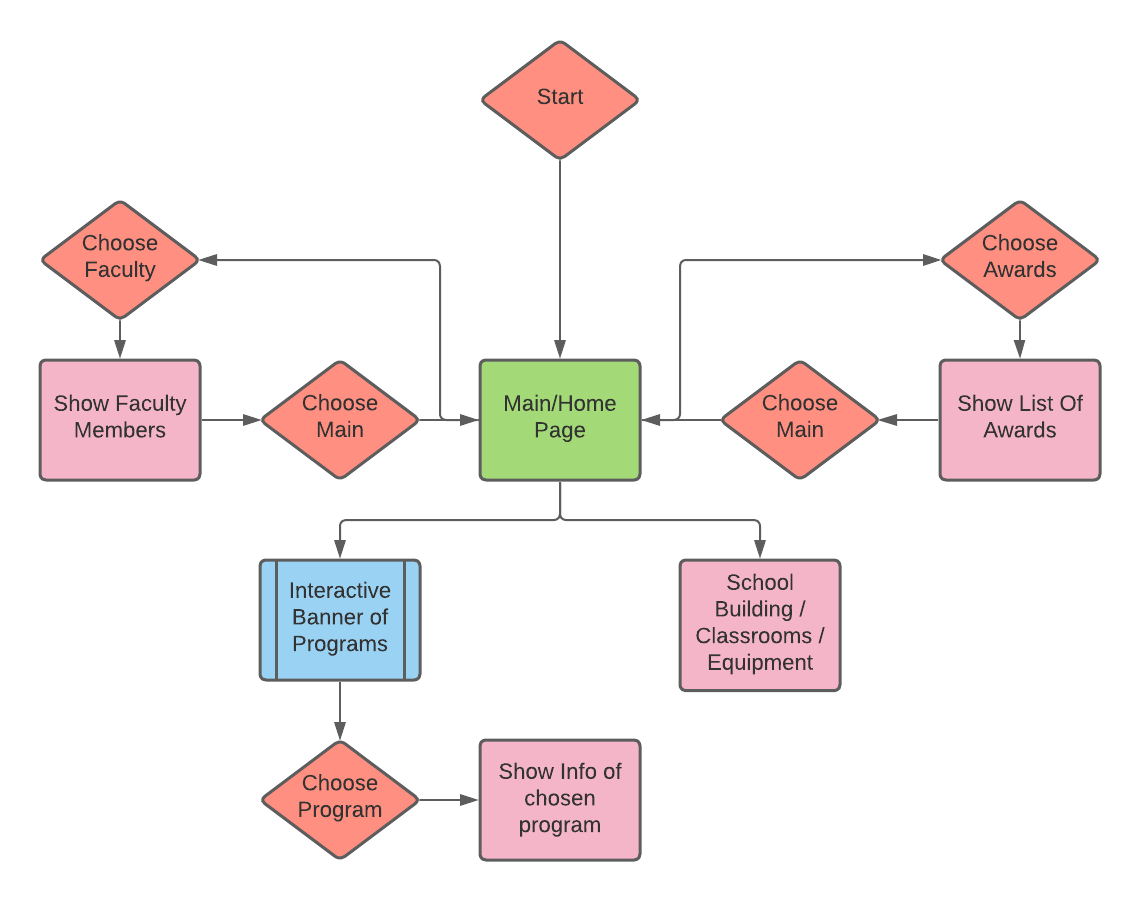 Start
Choose
Faculty
Choose
Awards
Show Faculty
Members
Choose
Main
Main/Home
Page
Choose
Main
Show List Of
Awards
Interactive
Banner of
Programs
School
Building /
Classrooms /
Equipment
Choose
Program
Show Info of
chosen
program